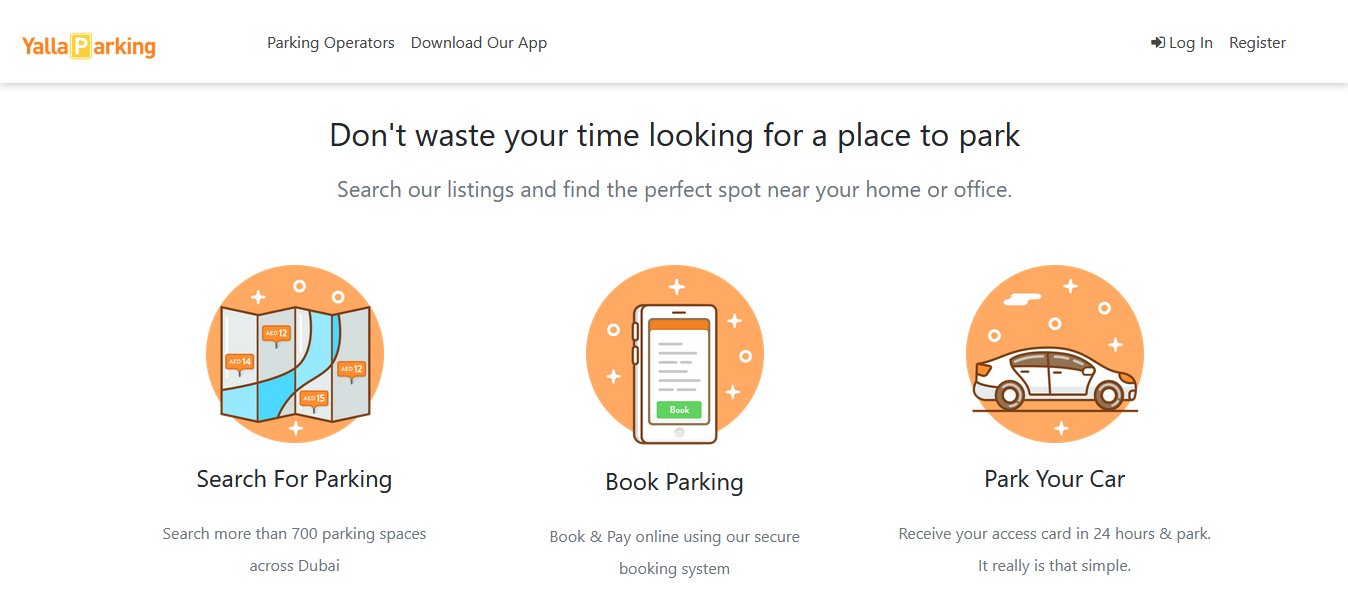 YallaParking
Parking Operators
Download Our App
Log In
Register
Don't waste your time looking for a place to park
Search our listings and find the perfect spot near your home or office.
AED 12
AED 14
AED 12
AED 15
Book
Search For Parking
Search more than 700 parking spaces
across Dubai
Book Parking
Book & Pay online using our secure
booking system
Park Your Car
Receive your access card in 24 hours & park.
It really is that simple.